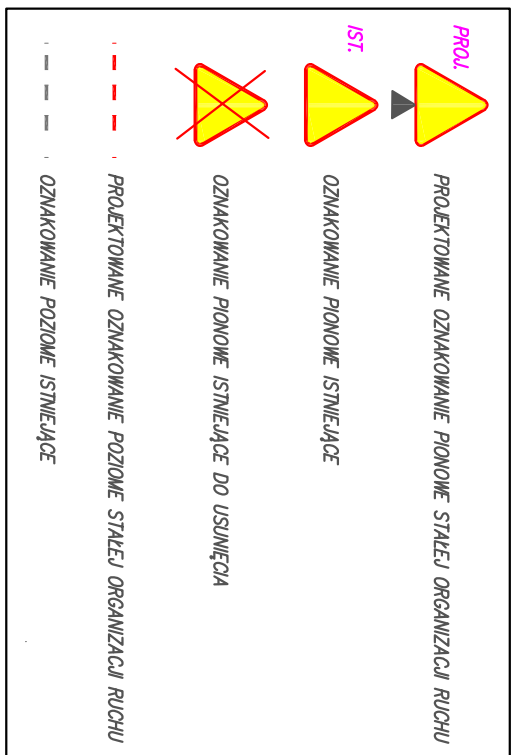 PROJ. PROJEKTOWANE OZNAKOWANIE PIONOWE STAŁEJ ORGANIZACJI RUCHU
IST. OZNAKOWANIE PIONOWE ISTNIEJĄCE
OZNAKOWANIE PIONOWE ISTNIEJĄCE DO USUNIĘCIA
PROJEKTOWANE OZNAKOWANIE POZIOME STAŁEJ ORGANIZACJI RUCHU
OZNAKOWANIE POZIOME ISTNIEJĄCE